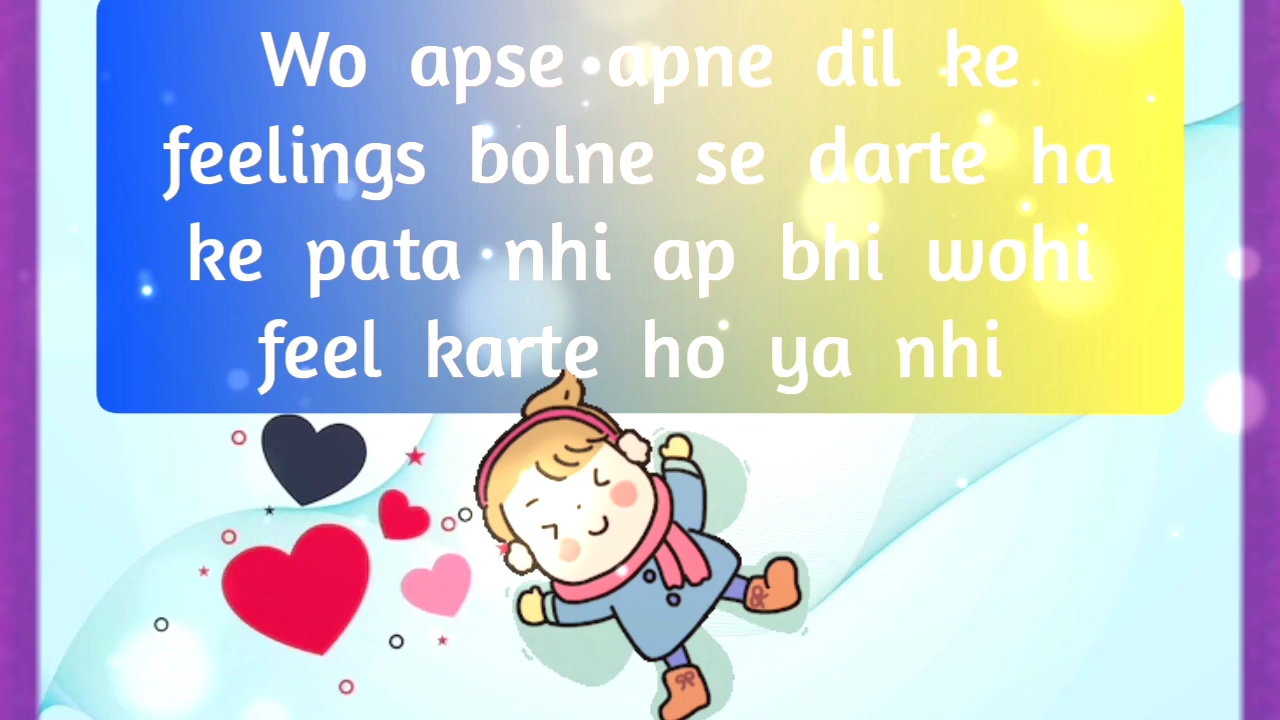 Wo apse apne dil ke
feelings bolne se darte ha
ke pata nhi ap bhi wohi
feel karte ho ya nhi